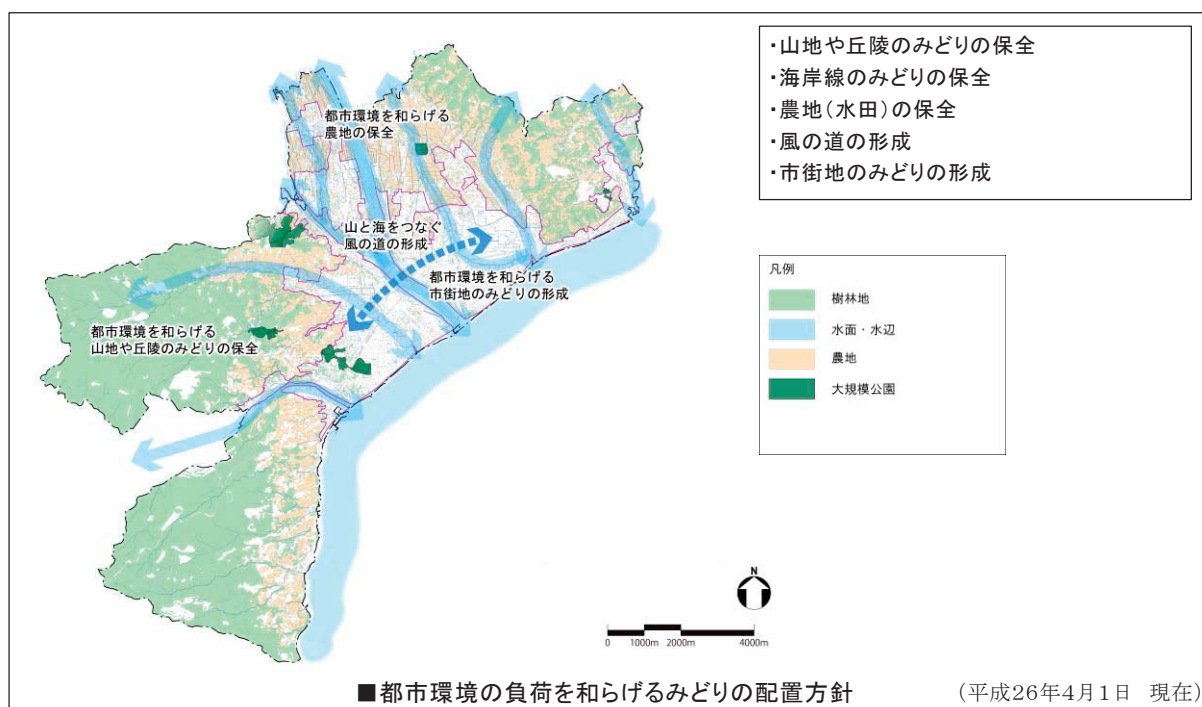 ・山地や丘陵のみどりの保全
・海岸線のみどりの保全
・農地(水田)の保全
・風の道の形成
・市街地のみどりの形成
都市環境を和らげる
農地の保全
山と海をつなぐ
風の道の形成
都市環境を和らげる
市街地のみどりの形成
都市環境を和らげる
山地や丘陵のみどりの保全
凡例
樹林地
水面・水辺
農地
大規模公園
N
0 1000m 2000m 4000m
■都市環境の負荷を和らげるみどりの配置方針
(平成26年4月1日 現在)